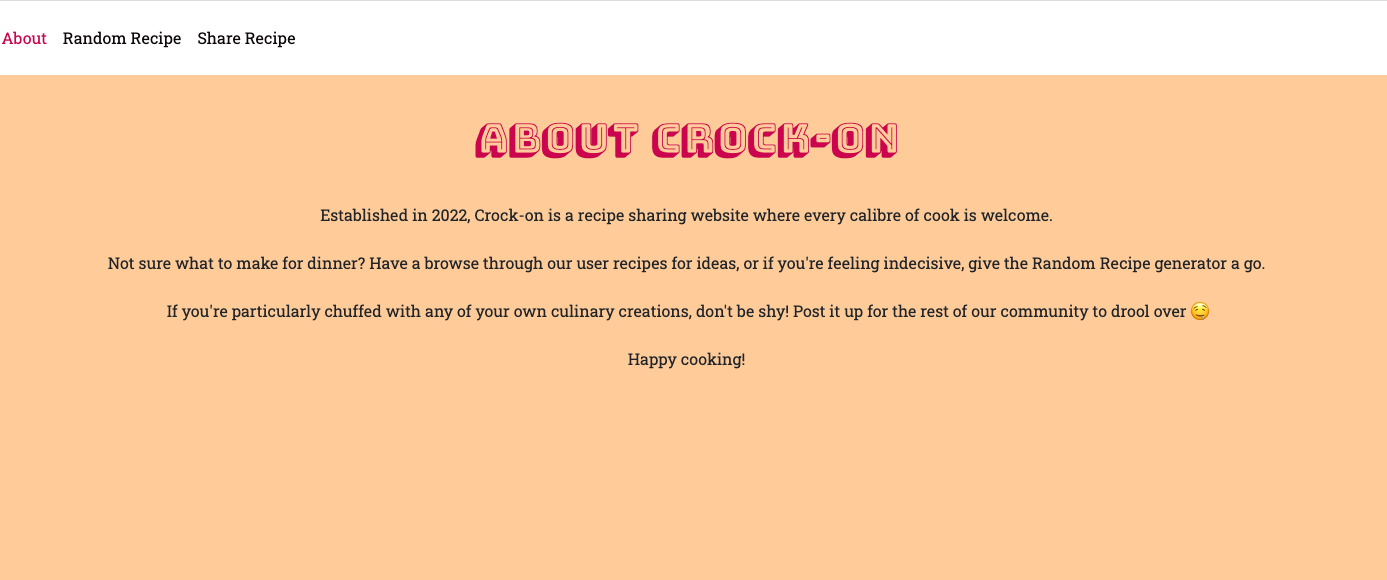 About Random Recipe Share Recipe
ABOUT CROCK-ON
Established in 2022, Crock-on is a recipe sharing website where every calibre of cook is welcome.
Not sure what to make for dinner? Have a browse through our user recipes for ideas, or if you're feeling indecisive, give the Random Recipe generator a go.
If you're particularly chuffed with any of your own culinary creations, don't be shy! Post it up for the rest of our community to drool over 🤤
Happy cooking!